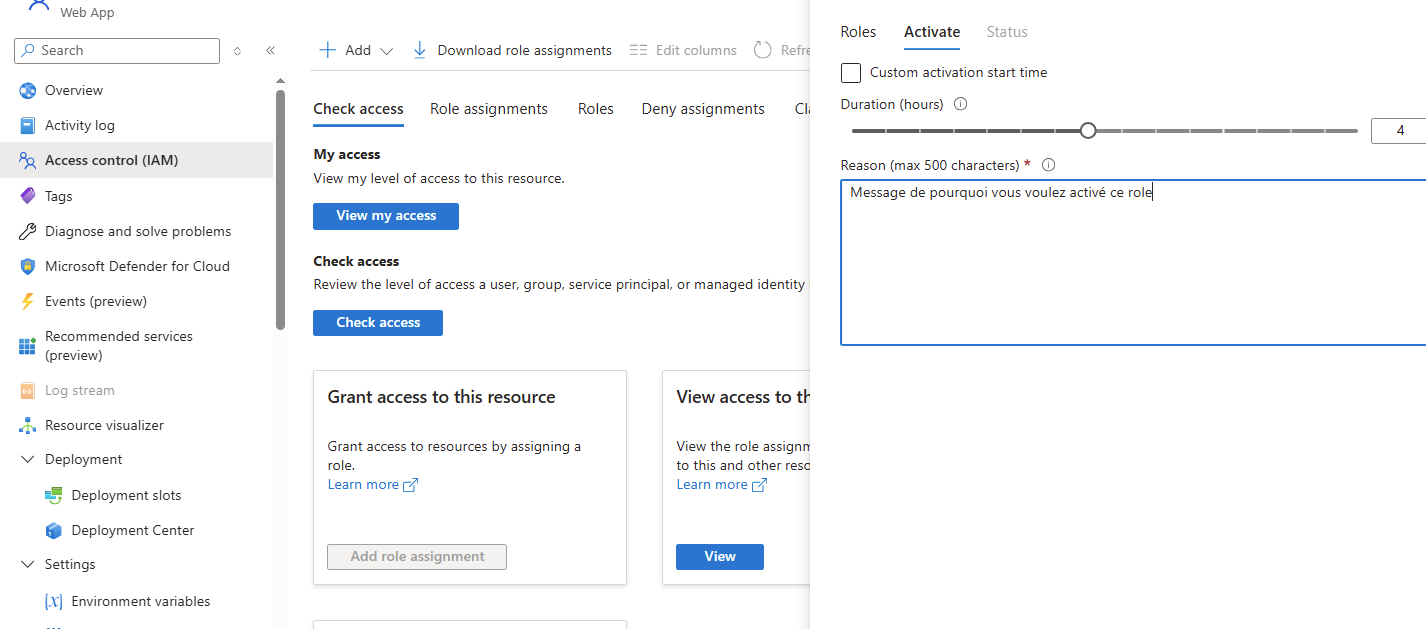 Web App
Search
Overview
Activity log
Access control (IAM)
Tags
Diagnose and solve problems
Microsoft Defender for Cloud
Events (preview)
Recommended services
(preview)
Log stream
Resource visualizer
Deployment
Deployment slots
Deployment Center
Settings
Environment variables
Add
Download role assignments
Edit columns
Refre
Check access
Role assignments
Roles
Deny assignments
Cla
My access
View my level of access to this resource.
View my access
Check access
Review the level of access a user, group, service principal, or managed identity
Check access
Grant access to this resource
Grant access to resources by assigning a
role.
Learn more
Add role assignment
View access to th
View the role assignm
to this and other reso
Learn more
View
Roles
Activate
Status
Custom activation start time
Duration (hours)
4
Reason (max 500 characters) *
Message de pourquoi vous voulez activé ce role